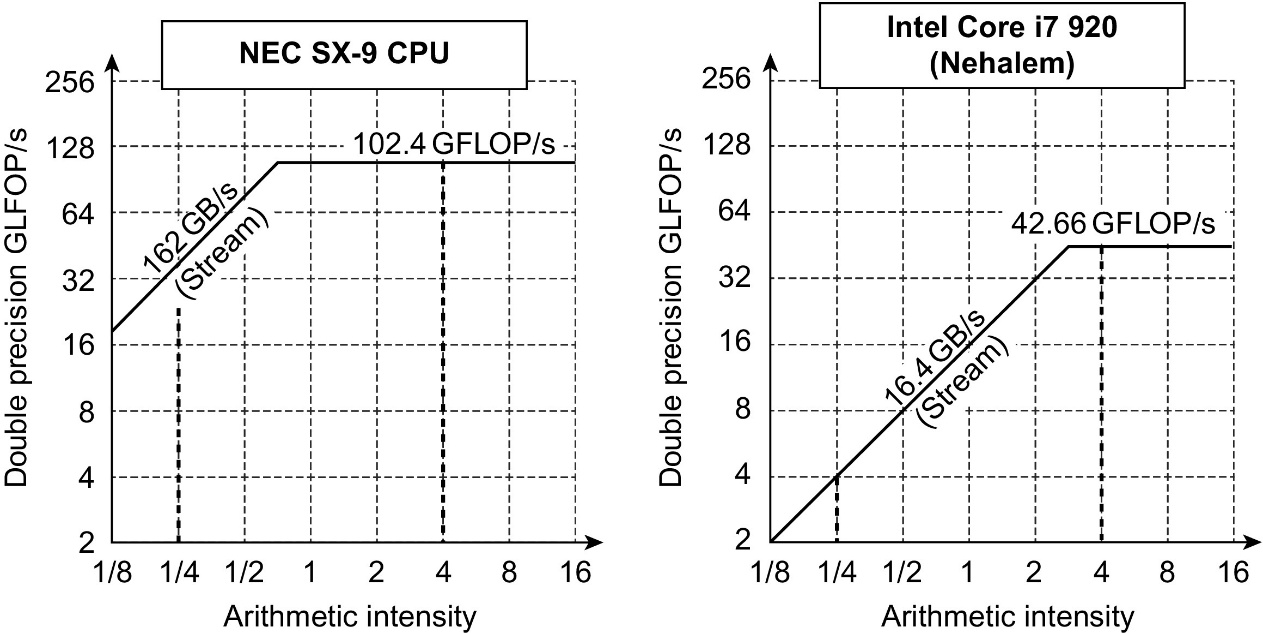 NEC SX-9 CPU
256
128
64
32
16
8
4
2
102.4 GFLOP/s
162 GB/s
(Stream)
1/8 1/4 1/2 1 2 4 8 16
Arithmetic intensity
Double precision GLFOP/s
Intel Core i7 920
(Nehalem)
256
128
64
32
16
8
4
2
42.66 GFLOP/s
16.4 GB/s
(Stream)
1/8 1/4 1/2 1 2 4 8 16
Arithmetic intensity
Double precision GLFOP/s